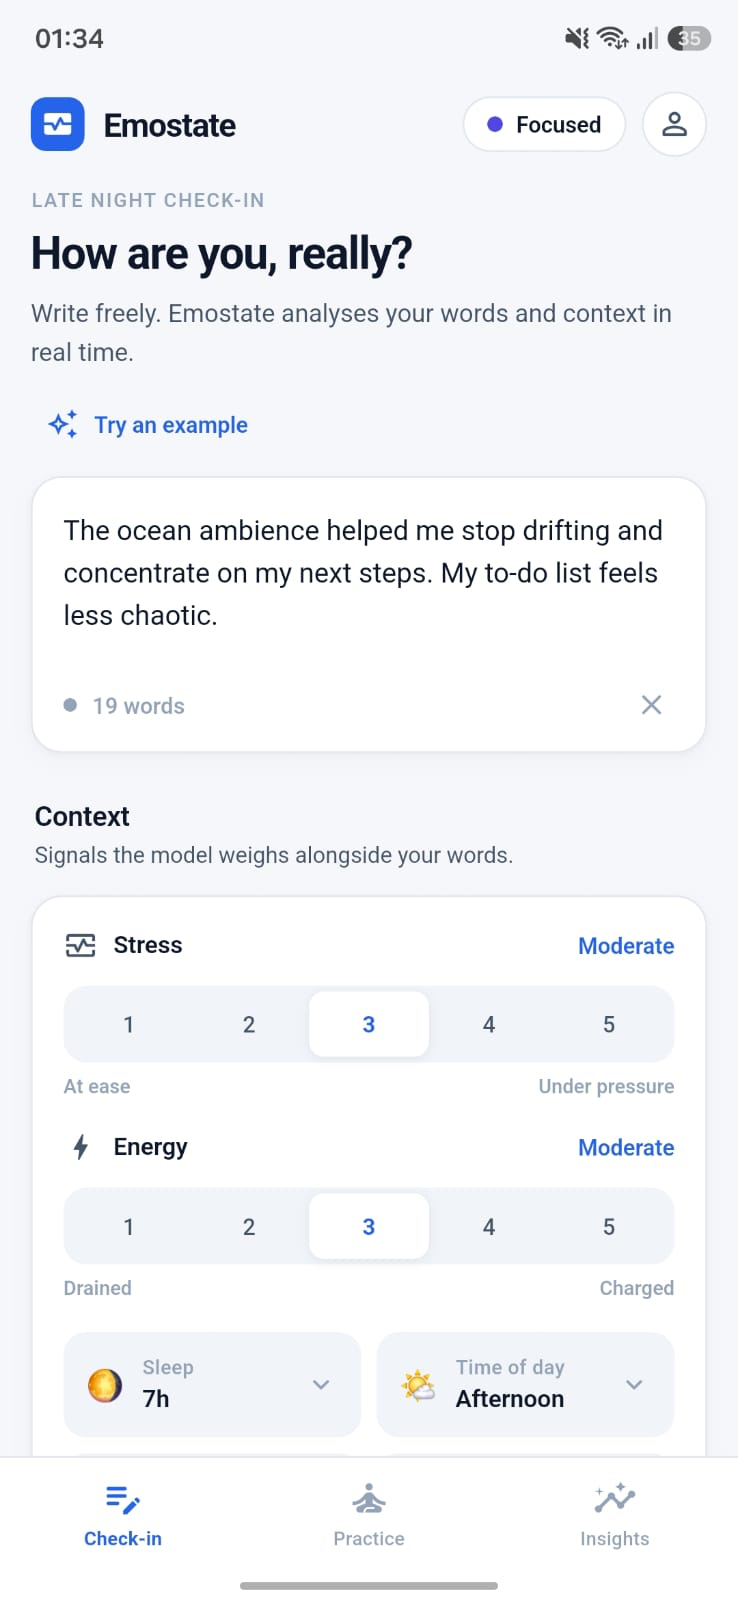 01:34
35
Emostate
Focused
LATE NIGHT CHECK-IN
How are you, really?
Write freely. Emostate analyses your words and context in
real time.
Try an example
The ocean ambience helped me stop drifting and
concentrate on my next steps. My to-do list feels
less chaotic.
19 words
Context
Signals the model weighs alongside your words.
Stress
Moderate
1 2 3 4 5
At ease
Under pressure
Energy
Moderate
1 2 3 4 5
Drained
Charged
Sleep
7h
Time of day
Afternoon
Check-in
Practice
Insights